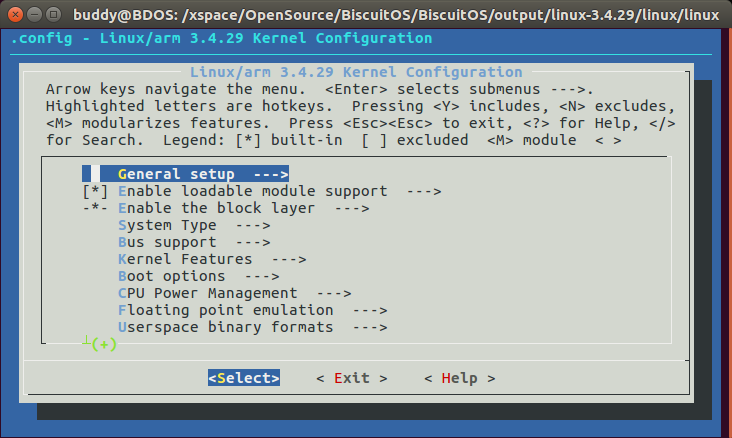 buddy@BDOS: /xspace/OpenSource/BiscuitOS/BiscuitOS/output/linux-3.4.29/linux/linux
.config - Linux/arm 3.4.29 Kernel Configuration
Linux/arm 3.4.29 Kernel Configuration
Arrow keys navigate the menu.  <Enter> selects submenus --->.
Highlighted letters are hotkeys.  Pressing <Y> includes, <N> excludes,
<M> modularizes features.  Press <Esc><Esc> to exit, <?> for Help, </>
for Search.  Legend: [*] built-in  [ ] excluded  <M> module  < >
General setup  --->
[*] Enable loadable module support  --->
-*- Enable the block layer  --->
System Type  --->
Bus support  --->
Kernel Features  --->
Boot options  --->
CPU Power Management  --->
Floating point emulation  --->
Userspace binary formats  --->
(+)
<Select>    < Exit >    < Help >